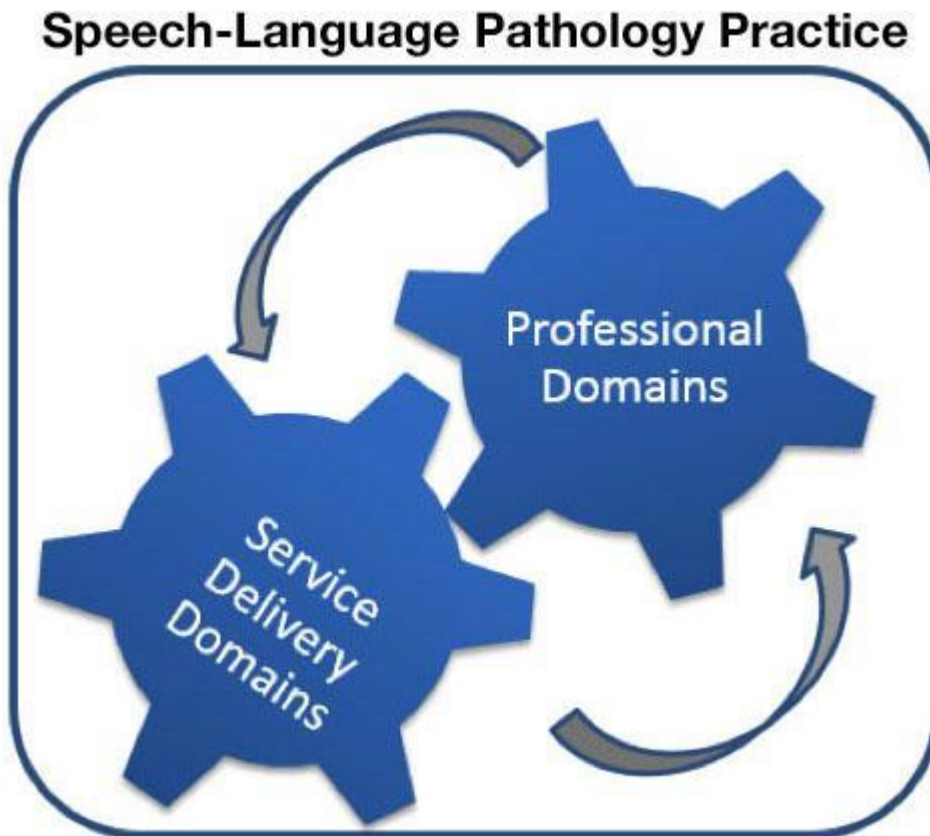 Speech-Language Pathology Practice
Professional
Domains
Service
Delivery
Domains